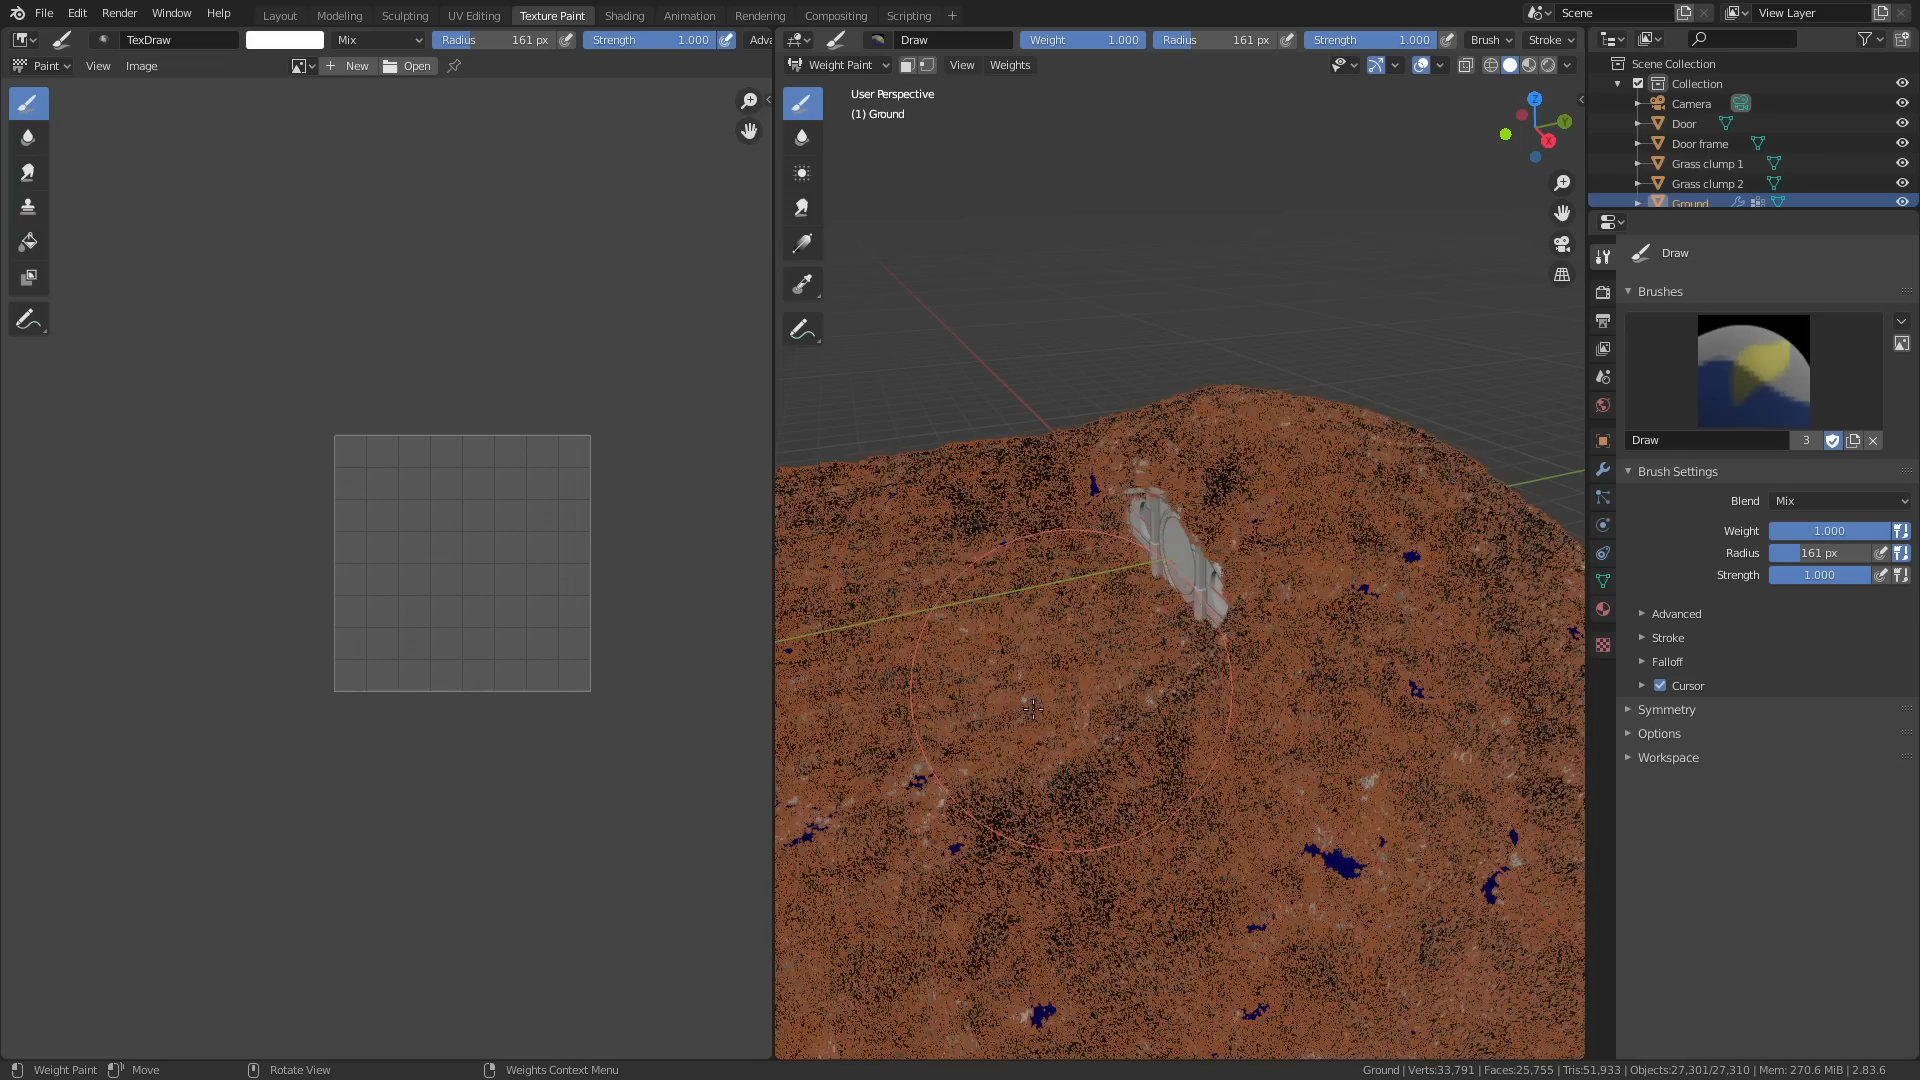 File Edit Render Window Help Layout Modeling Sculpting UV Editing Texture Paint Shading Animation Rendering Compositing Scripting + Scene View Layer
TexDraw Mix Radius 161 px Strength 1.000 Adva
Draw Weight 1.000 Radius 161 px Strength 1.000 Brush Stroke
Paint View Image + New Open
Weight Paint View Weights
User Perspective
(1) Ground
Z
Y
X
Scene Collection
Collection
Camera
Door
Door frame
Grass clump 1
Grass clump 2
Ground
Draw
Brushes
Draw 3
Brush Settings
Blend Mix
Weight 1.000
Radius 161 px
Strength 1.000
Advanced
Stroke
Falloff
Cursor
Symmetry
Options
Workspace
Weight Paint Move Rotate View Weights Context Menu Ground | Verts:33,791 | Faces:25,755 | Tris:51,933 | Objects:27,301/27,310 | Mem: 270.6 MiB | 2.83.6